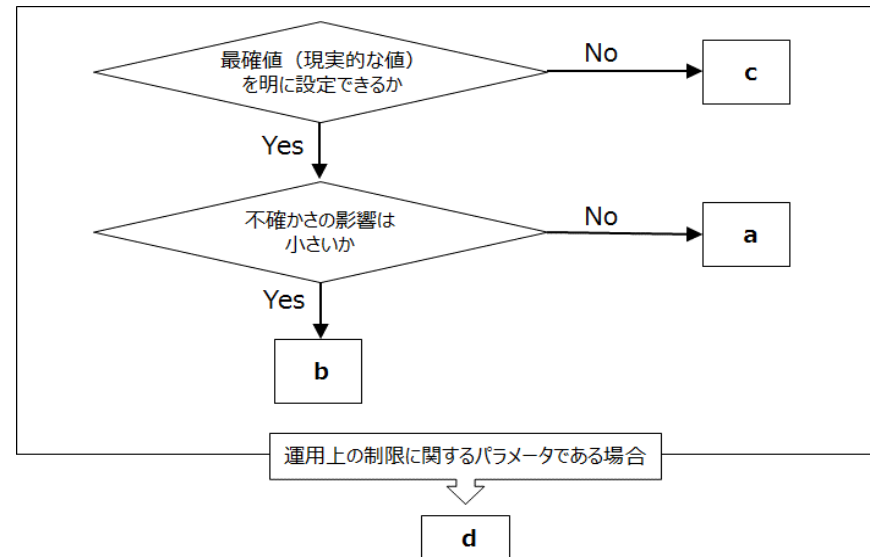 最確値（現実的な値）
を明に設定できるか
No
c
Yes
不確かさの影響は
小さいか
No
a
Yes
b
運用上の制限に関するパラメータである場合
d